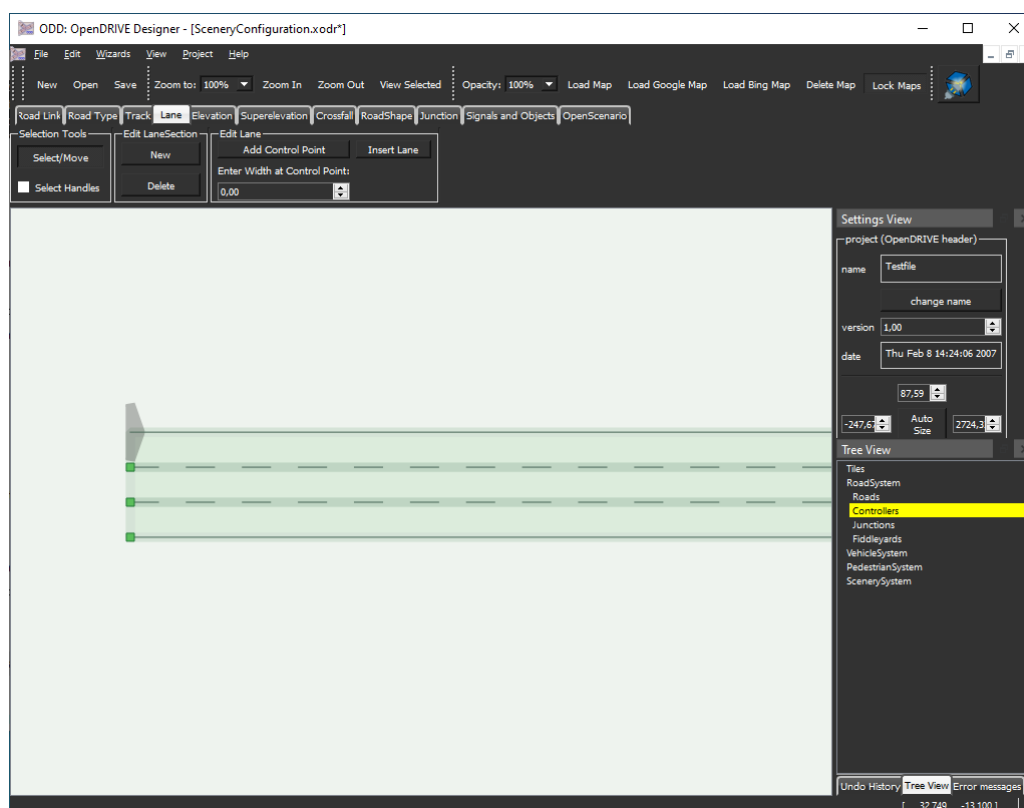 ODD: OpenDRIVE Designer - [SceneryConfiguration.xodr*]
File Edit Wizards View Project Help
New Open Save Zoom to: 100% Zoom In Zoom Out View Selected Opacity: 100% Load Map Load Google Map Load Bing Map Delete Map Lock Maps
Road Link Road Type Track Lane Elevation Superelevation Crossfall RoadShape Junction Signals and Objects OpenScenario
Selection Tools Edit LaneSection Edit Lane
Select/Move New Add Control Point Insert Lane
Enter Width at Control Point:
Select Handles Delete 0,00
Settings View
project (OpenDRIVE header)
name Testfile
change name
version 1,00
date Thu Feb 8 14:24:06 2007
87,59
-247,67 Auto Size 2724,3
Tree View
Tiles
RoadSystem
Roads
Controllers
Junctions
Fiddleyards
VehicleSystem
PedestrianSystem
ScenerySystem
Undo History Tree View Error messages
[ 32.749 -13.100 ]